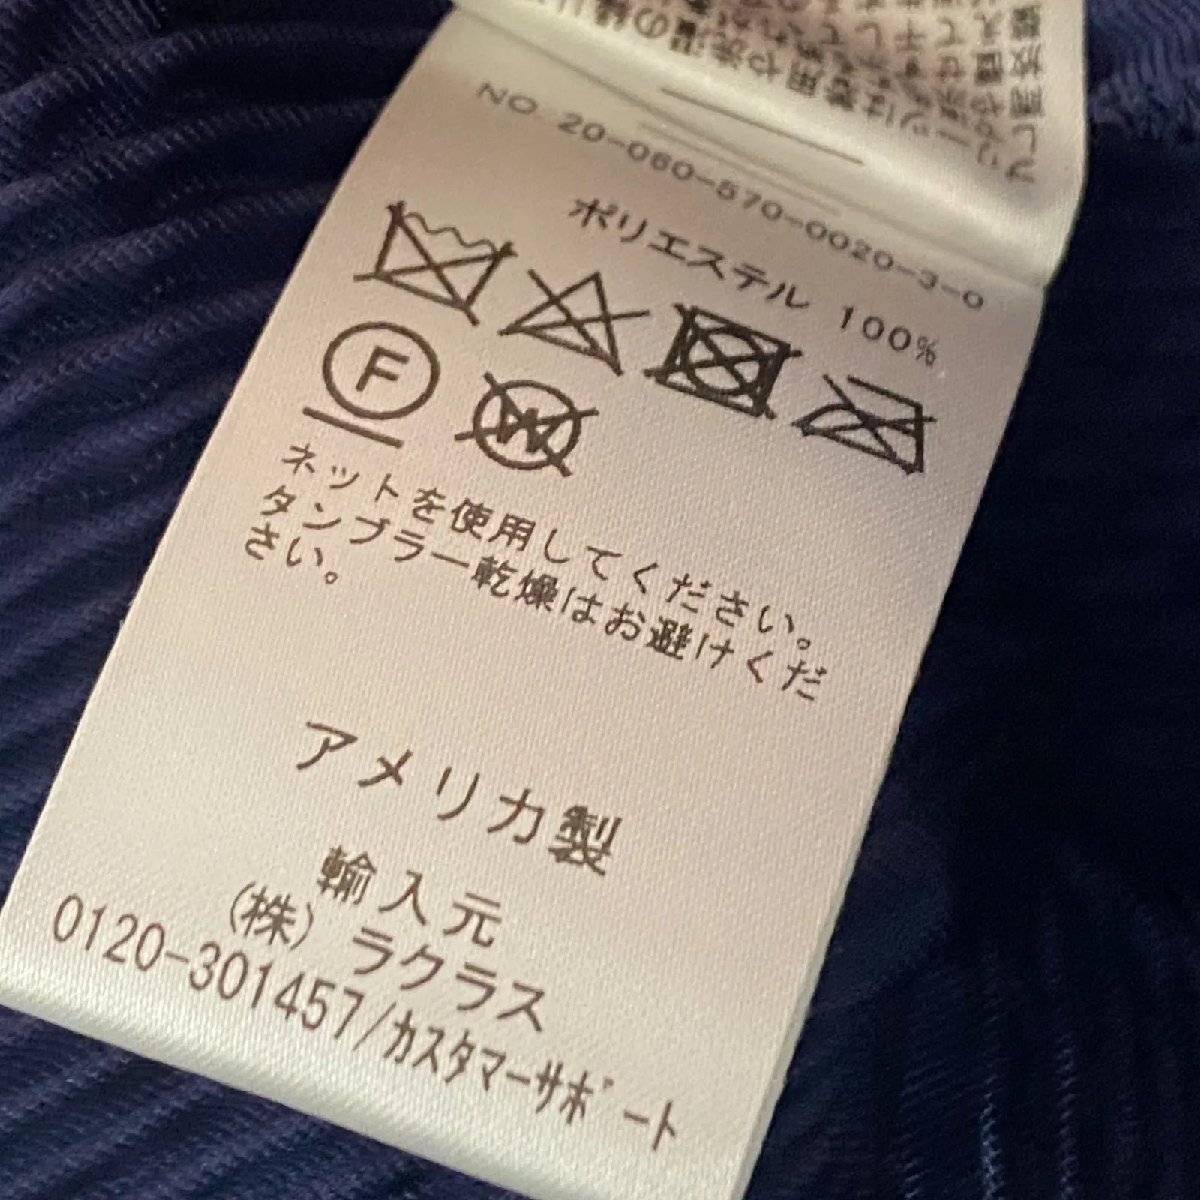 NO 20-060-570-0020-3-0
ポリエステル 100%
F
W
ネットを使用してください。
タンブラー乾燥はお避けくだ
さい。
アメリカ製
輸入元
(株) ラクラス
0120-301457/ｶｽﾀﾏｰｻﾎﾟｰﾄ